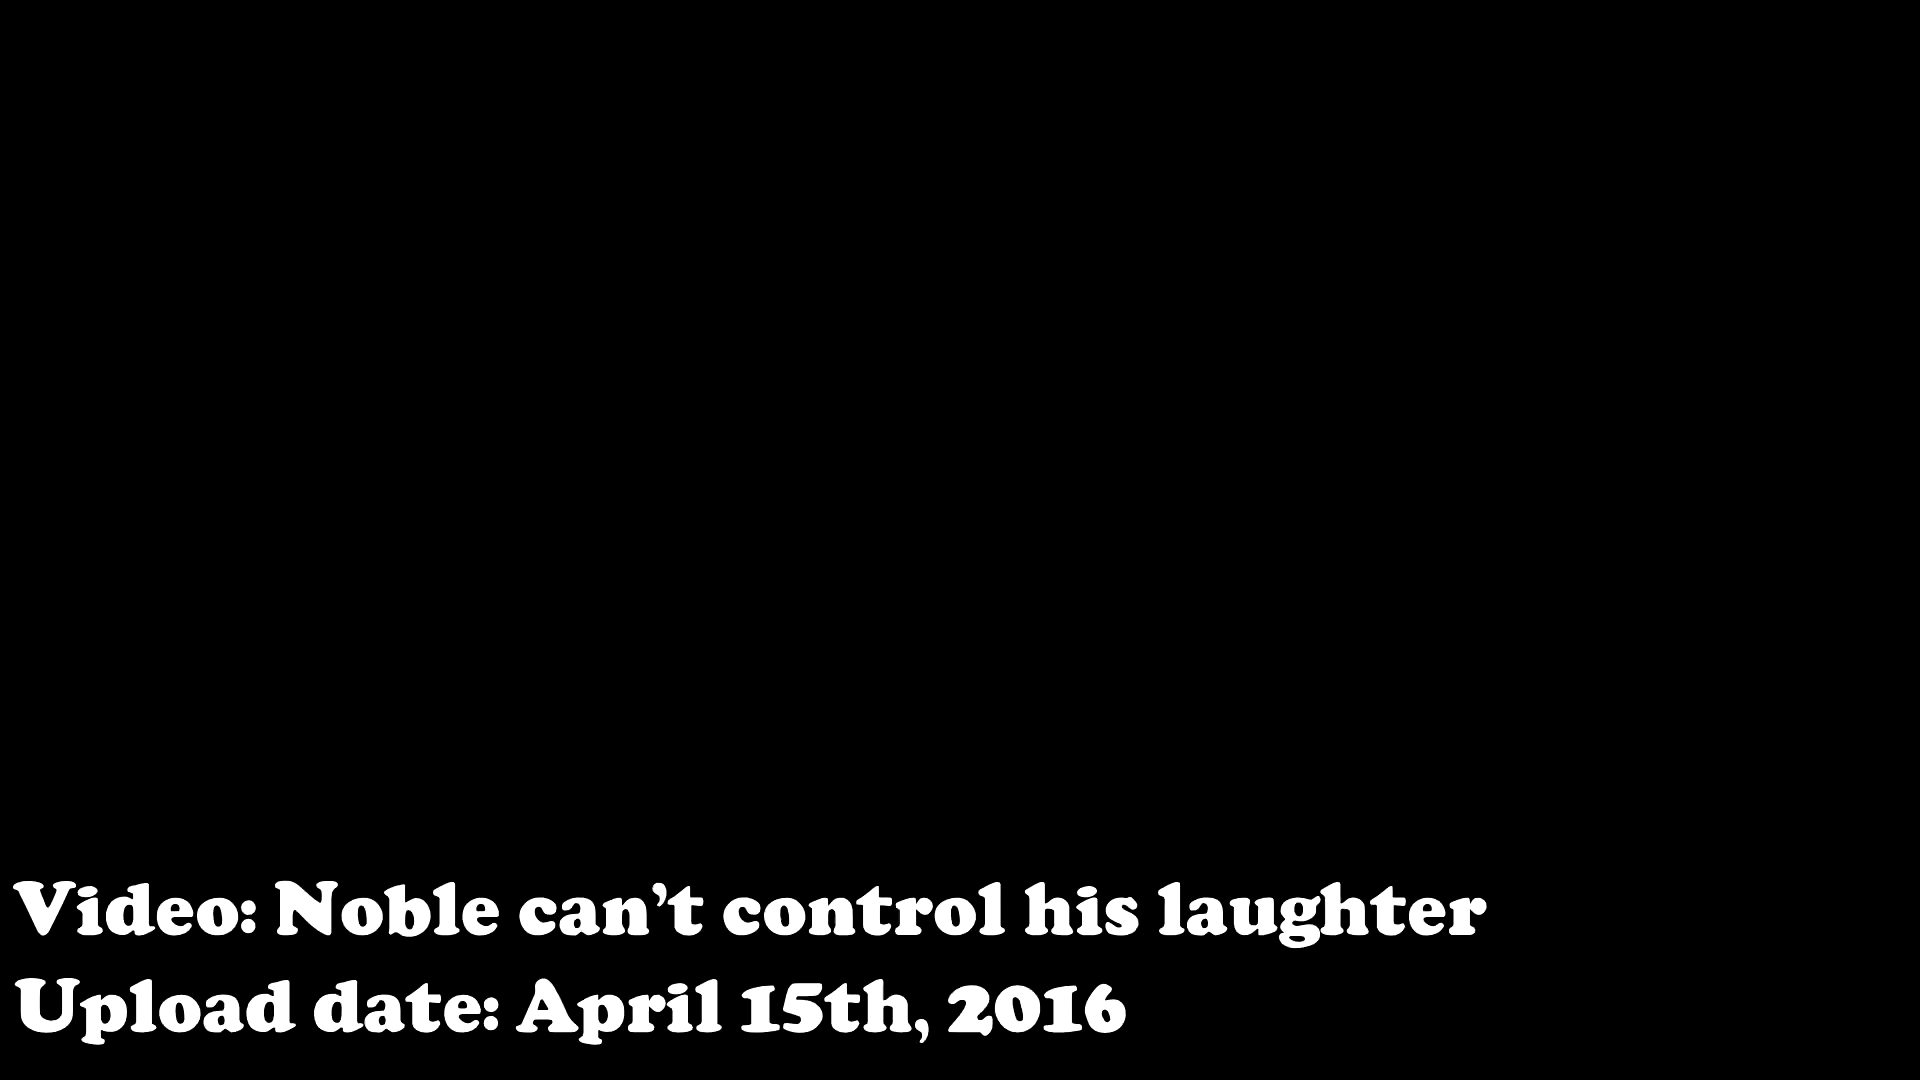 Video: Noble can’t control his laughter
Upload date: April 15th, 2016